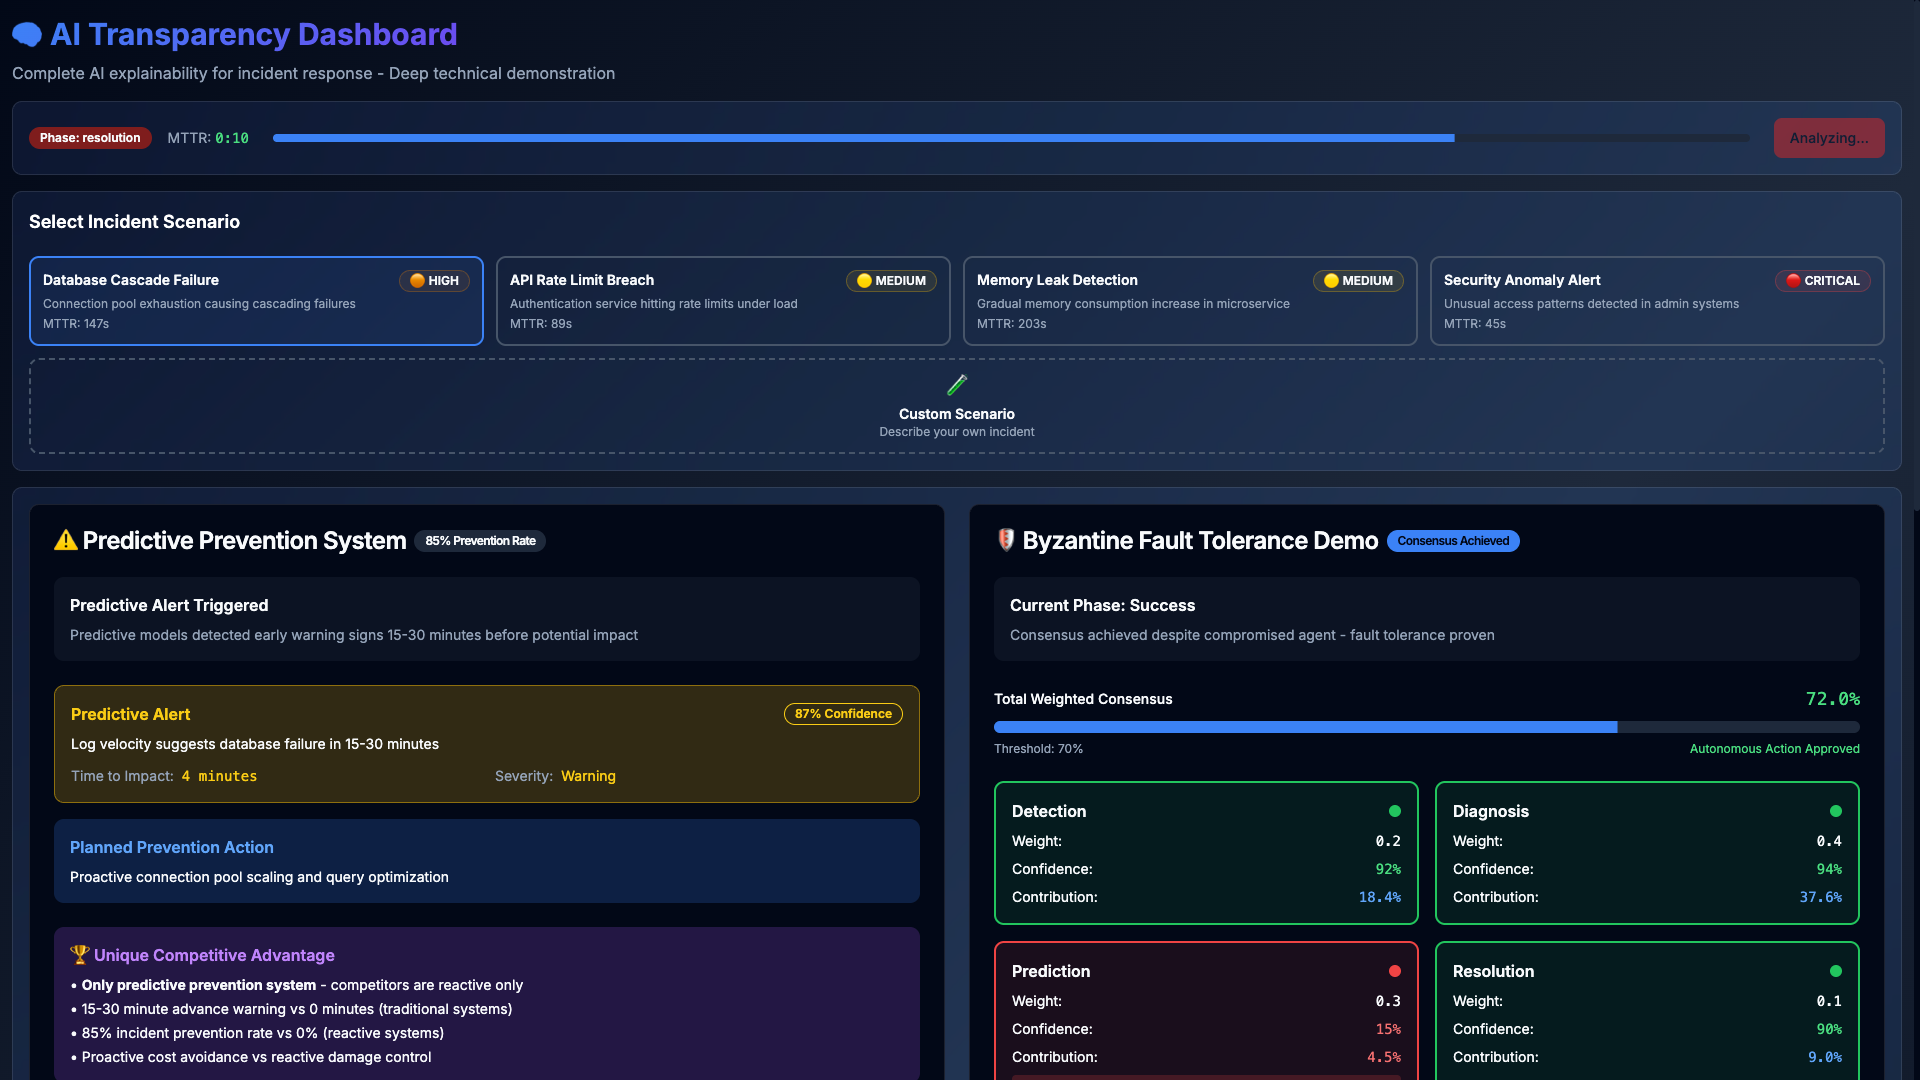 AI Transparency Dashboard
Complete AI explainability for incident response - Deep technical demonstration
Phase: resolution
MTTR: 0:10
Analyzing...
Select Incident Scenario
Database Cascade Failure
HIGH
Connection pool exhaustion causing cascading failures
MTTR: 147s
API Rate Limit Breach
MEDIUM
Authentication service hitting rate limits under load
MTTR: 89s
Memory Leak Detection
MEDIUM
Gradual memory consumption increase in microservice
MTTR: 203s
Security Anomaly Alert
CRITICAL
Unusual access patterns detected in admin systems
MTTR: 45s
Custom Scenario
Describe your own incident
Predictive Prevention System
85% Prevention Rate
Predictive Alert Triggered
Predictive models detected early warning signs 15-30 minutes before potential impact
Predictive Alert
87% Confidence
Log velocity suggests database failure in 15-30 minutes
Time to Impact: 4 minutes
Severity: Warning
Planned Prevention Action
Proactive connection pool scaling and query optimization
Unique Competitive Advantage
• Only predictive prevention system - competitors are reactive only
• 15-30 minute advance warning vs 0 minutes (traditional systems)
• 85% incident prevention rate vs 0% (reactive systems)
• Proactive cost avoidance vs reactive damage control
Byzantine Fault Tolerance Demo
Consensus Achieved
Current Phase: Success
Consensus achieved despite compromised agent - fault tolerance proven
Total Weighted Consensus
72.0%
Threshold: 70%
Autonomous Action Approved
Detection
Weight: 0.2
Confidence: 92%
Contribution: 18.4%
Diagnosis
Weight: 0.4
Confidence: 94%
Contribution: 37.6%
Prediction
Weight: 0.3
Confidence: 15%
Contribution: 4.5%
Resolution
Weight: 0.1
Confidence: 90%
Contribution: 9.0%